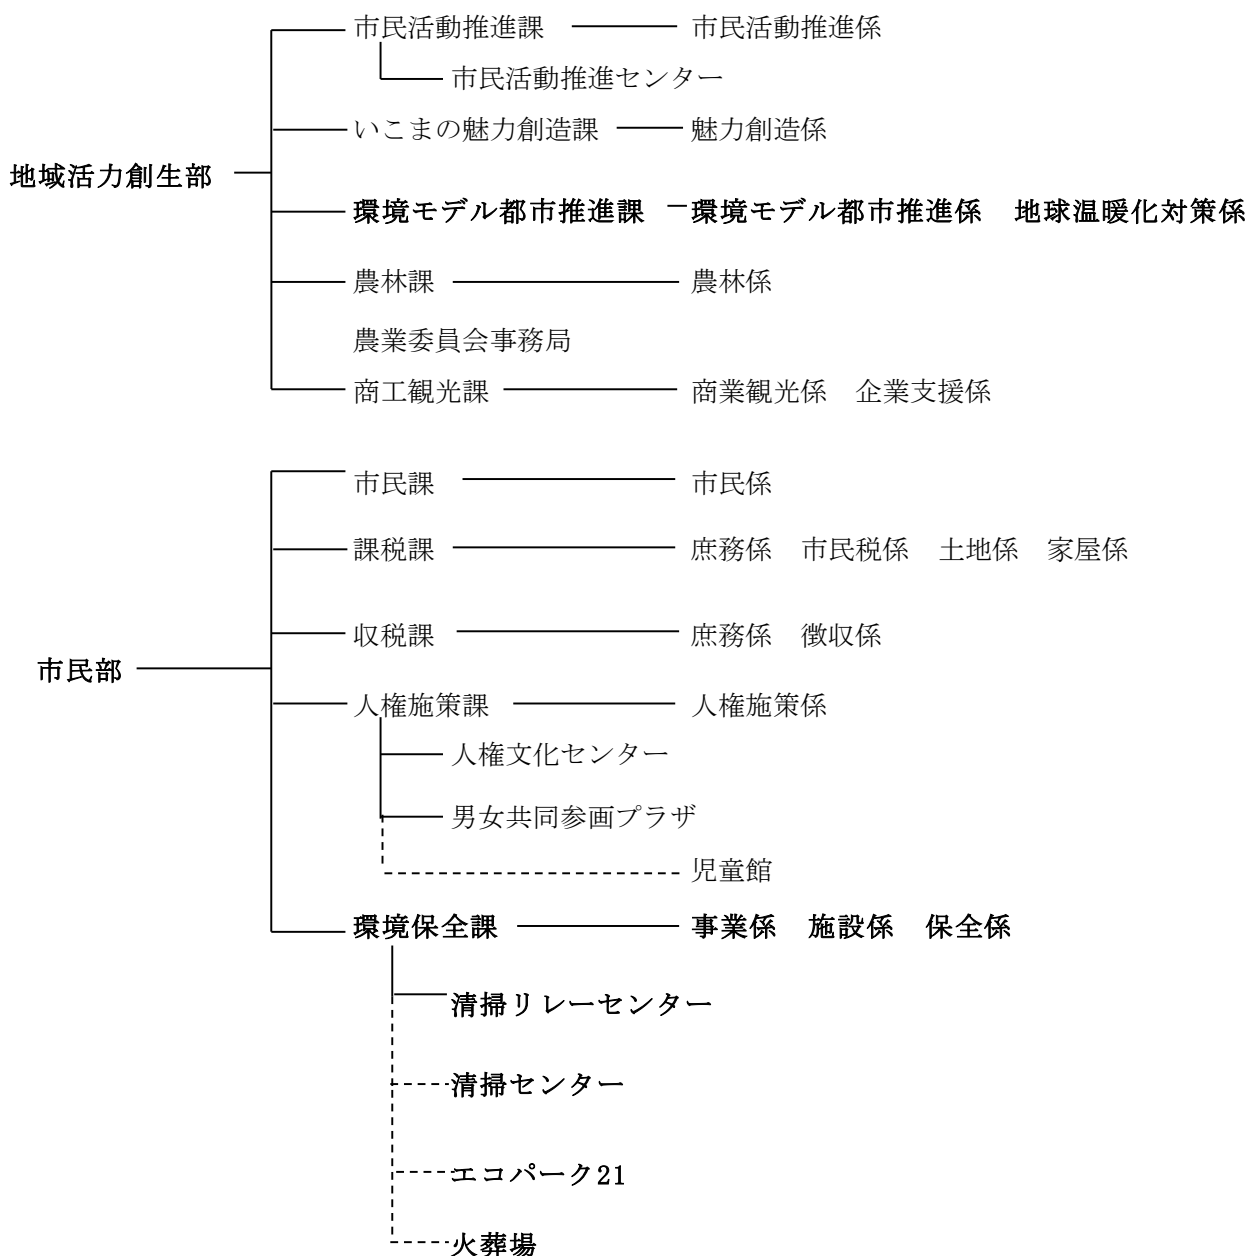 市民活動推進課 市民活動推進係
市民活動推進センター
いこまの魅力創造課 魅力創造係
地域活力創生部
環境モデル都市推進課 環境モデル都市推進係 地球温暖化対策係
農林課 農林係
農業委員会事務局
商工観光課 商業観光係 企業支援係
市民課 市民係
課税課 庶務係 市民税係 土地係 家屋係
収税課 庶務係 徴収係
市民部
人権施策課 人権施策係
人権文化センター
男女共同参画プラザ
児童館
環境保全課 事業係 施設係 保全係
清掃リレーセンター
清掃センター
エコパーク21
火葬場